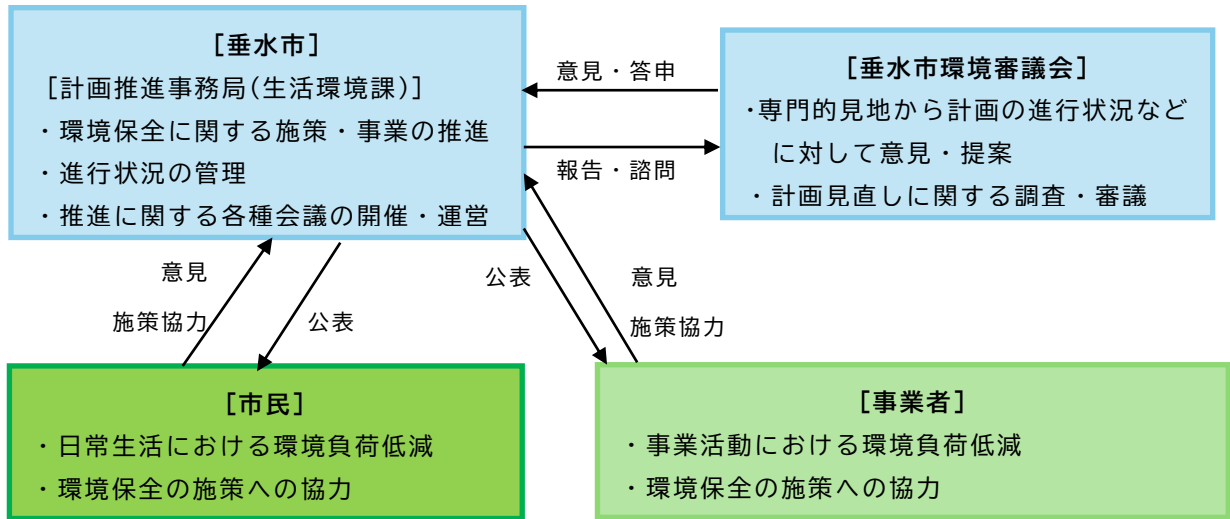 ［垂水市］
［計画推進事務局(生活環境課)］
・環境保全に関する施策・事業の推進
・進行状況の管理
・推進に関する各種会議の開催・運営
意見・答申
報告・諮問
［垂水市環境審議会］
・専門的見地から計画の進行状況など
に対して意見・提案
・計画見直しに関する調査・審議
意見
施策協力
公表
公表
意見
施策協力
［市民］
・日常生活における環境負荷低減
・環境保全の施策への協力
［事業者］
・事業活動における環境負荷低減
・環境保全の施策への協力